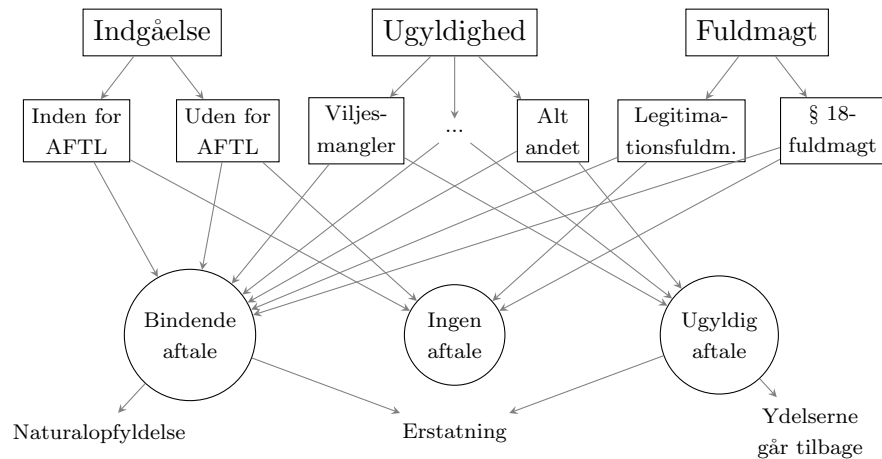 Indgåelse
Ugyldighed
Fuldmagt
Inden for
AFTL
Uden for
AFTL
Viljes-
mangler
...
Alt
andet
Legitima-
tionsfuldm.
§ 18-
fuldmagt
Bindende
aftale
Ingen
aftale
Ugyldig
aftale
Naturalopfyldelse
Erstatning
Ydelserne
går tilbage